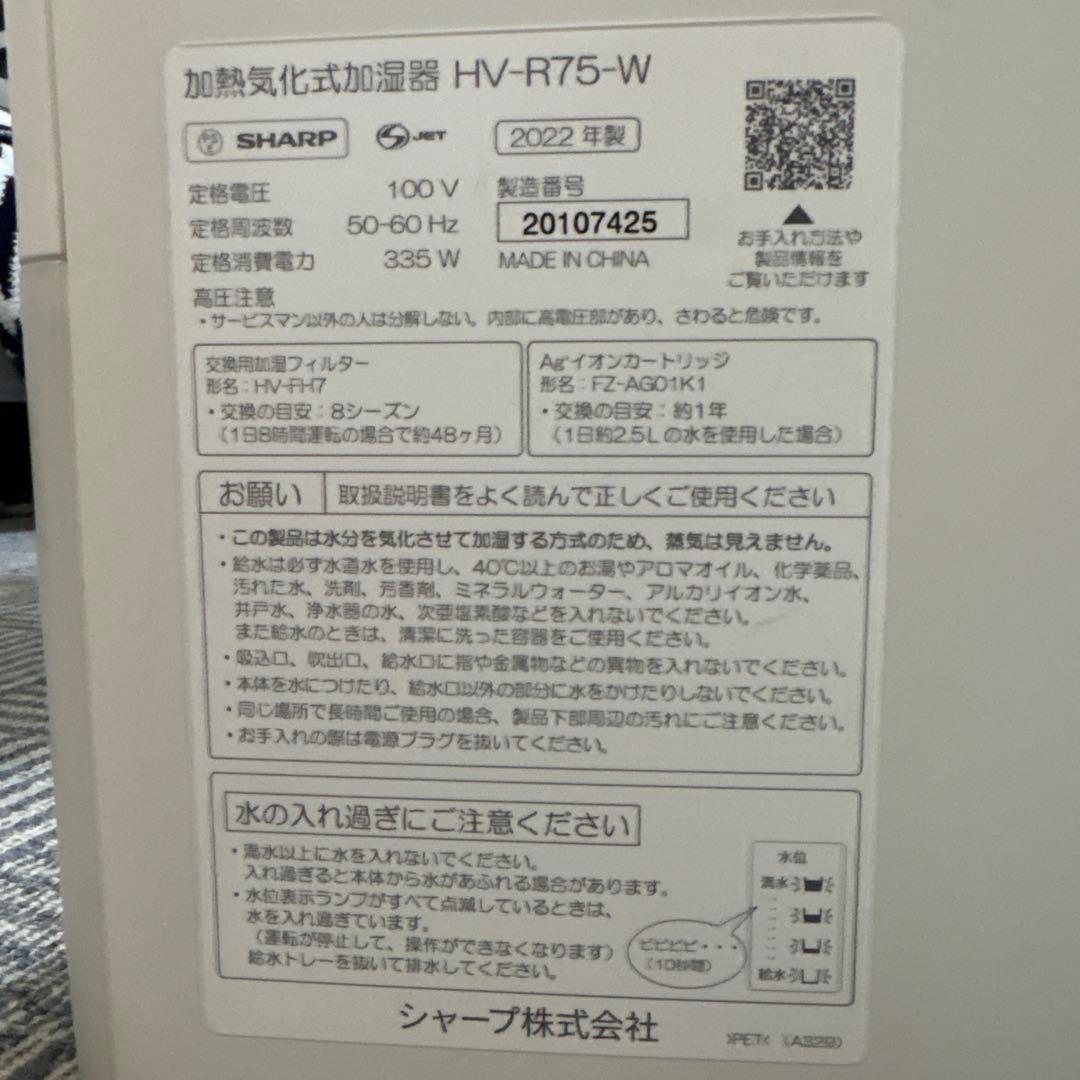 加熱気化式加湿器 HV-R75-W
SHARP
S JET
2022 年製
定格電圧 100 V
製造番号
定格周波数 50-60 Hz
20107425
定格消費電力 335 W
MADE IN CHINA
お手入れ方法や
製品情報を
ご覧いただけます
高圧注意
・サービスマン以外の人は分解しない。内部に高電圧部があり、さわると危険です。
交換用加湿フィルター
形名：HV-FH7
・交換の目安：8シーズン
（1日8時間運転の場合で約48ヶ月）
Ag⁺イオンカートリッジ
形名：FZ-AG01K1
・交換の目安：約1年
（1日約2.5Lの水を使用した場合）
お願い 取扱説明書をよく読んで正しくご使用ください
・この製品は水分を気化させて加湿する方式のため、蒸気は見えません。
・給水は必ず水道水を使用し、40℃以上のお湯やアロマオイル、化学薬品、
汚れた水、洗剤、芳香剤、ミネラルウォーター、アルカリイオン水、
井戸水、浄水器の水、次亜塩素酸などを入れないでください。
また給水のときは、清潔に洗った容器をご使用ください。
・吸込口、吹出口、給水口に指や金属物などの異物を入れないでください。
・本体を水につけたり、給水口以外の部分に水をかけたりしないでください。
・同じ場所で長時間ご使用の場合、製品下部周辺の汚れにご注意ください。
・お手入れの際は電源プラグを抜いてください。
水の入れ過ぎにご注意ください
・満水以上に水を入れないでください。
入れ過ぎると本体から水があふれる場合があります。
・水位表示ランプがすべて点滅しているときは、
水を入れ過ぎています。
（運転が停止して、操作ができなくなります）
給水トレーを抜いて排水してください。
ピピピピ・・・
（10秒間）
水位
満水
給水
シャープ株式会社
>PET< (A329)